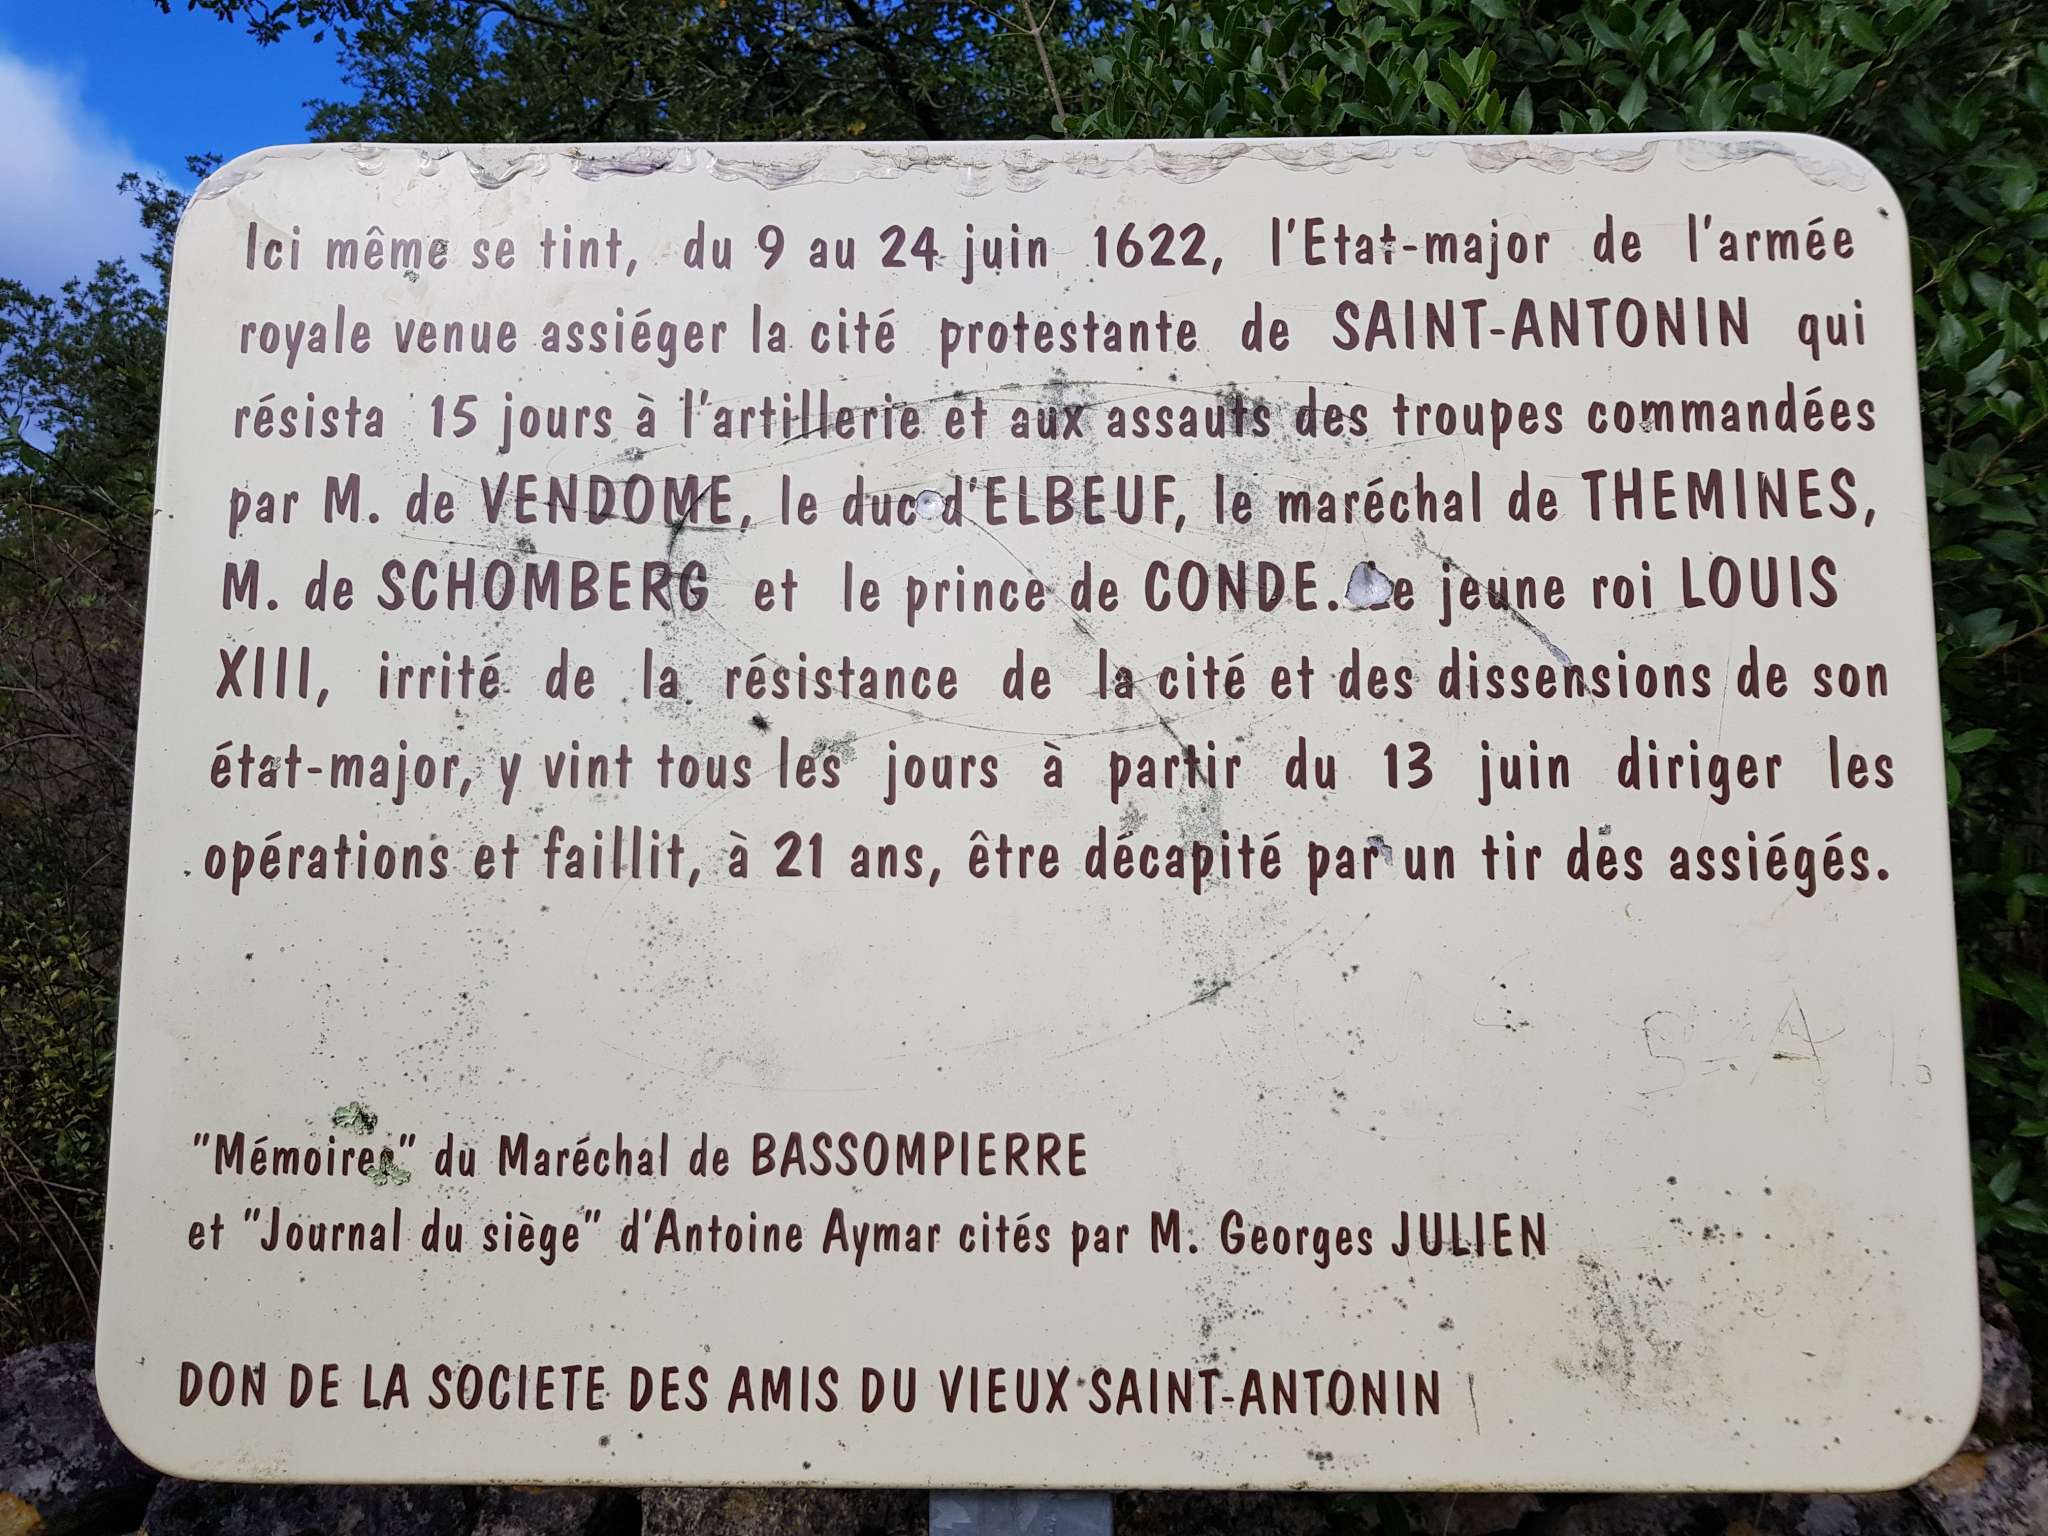 Ici même se tint, du 9 au 24 juin 1622, l'Etat-major de l'armée
royale venue assiéger la cité protestante de SAINT-ANTONIN qui
résista 15 jours à l'artillerie et aux assauts des troupes commandées
par M. de VENDOME, le duc d'ELBEUF, le maréchal de THEMINES,
M. de SCHOMBERG et le prince de CONDE. Le jeune roi LOUIS
XIII, irrité de la résistance de la cité et des dissensions de son
état-major, y vint tous les jours à partir du 13 juin diriger les
opérations et faillit, à 21 ans, être décapité par un tir des assiégés.
"Mémoires" du Maréchal de BASSOMPIERRE
et "Journal du siège" d'Antoine Aymar cités par M. Georges JULIEN
DON DE LA SOCIETE DES AMIS DU VIEUX SAINT-ANTONIN